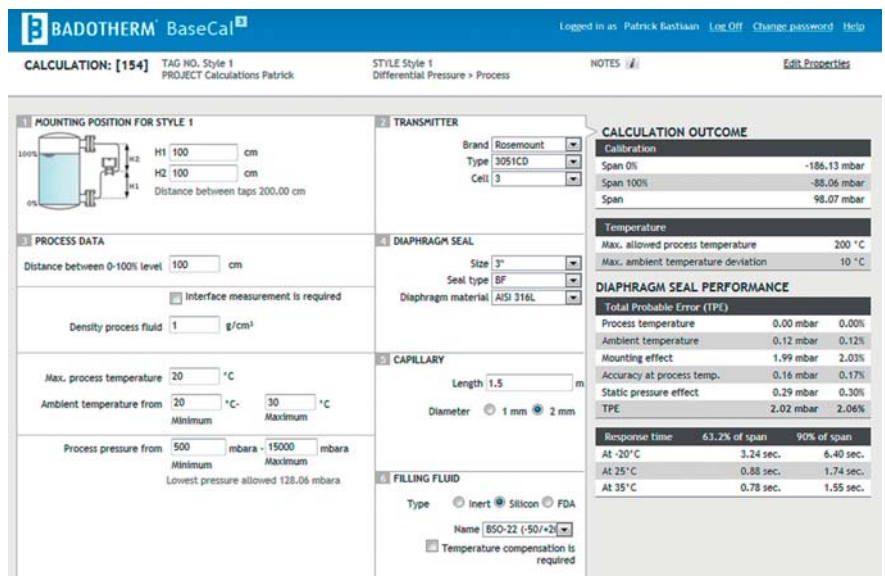 BADOTHERM BaseCal 3
Logged in as Patrick Bastiaan Log Off Change password Help
CALCULATION: [154]
TAG NO. Style 1
PROJECT Calculations Patrick
STYLE Style 1
Differential Pressure > Process
NOTES i
Edit Properties
1 MOUNTING POSITION FOR STYLE 1
100%
0%
H2
H1
H1 100 cm
H2 100 cm
Distance between taps 200.00 cm
2 TRANSMITTER
Brand Rosemount
Type 3051CD
Cell 3
3 PROCESS DATA
Distance between 0-100% level 100 cm
Interface measurement is required
Density process fluid 1 g/cm³
Max. process temperature 20 °C
Ambient temperature from 20 °C- 30 °C
Minimum Maximum
Process pressure from 500 mbara - 15000 mbara
Minimum Maximum
Lowest pressure allowed 128.06 mbara
4 DIAPHRAGM SEAL
Size 3"
Seal type BF
Diaphragm material AISI 316L
5 CAPILLARY
Length 1.5 m
Diameter 1 mm 2 mm
6 FILLING FLUID
Type Inert Silicon FDA
Name BSO-22 (-50/+20
Temperature compensation is
required
CALCULATION OUTCOME
Calibration
Span 0% -186.13 mbar
Span 100% -88.06 mbar
Span 98.07 mbar
Temperature
Max. allowed process temperature 200 °C
Max. ambient temperature deviation 10 °C
DIAPHRAGM SEAL PERFORMANCE
Total Probable Error (TPE)
Process temperature 0.00 mbar 0.00%
Ambient temperature 0.12 mbar 0.12%
Mounting effect 1.99 mbar 2.03%
Accuracy at process temp. 0.16 mbar 0.17%
Static pressure effect 0.29 mbar 0.30%
TPE 2.02 mbar 2.06%
Response time 63.2% of span 90% of span
At -20°C 3.24 sec. 6.40 sec.
At 25°C 0.88 sec. 1.74 sec.
At 35°C 0.78 sec. 1.55 sec.